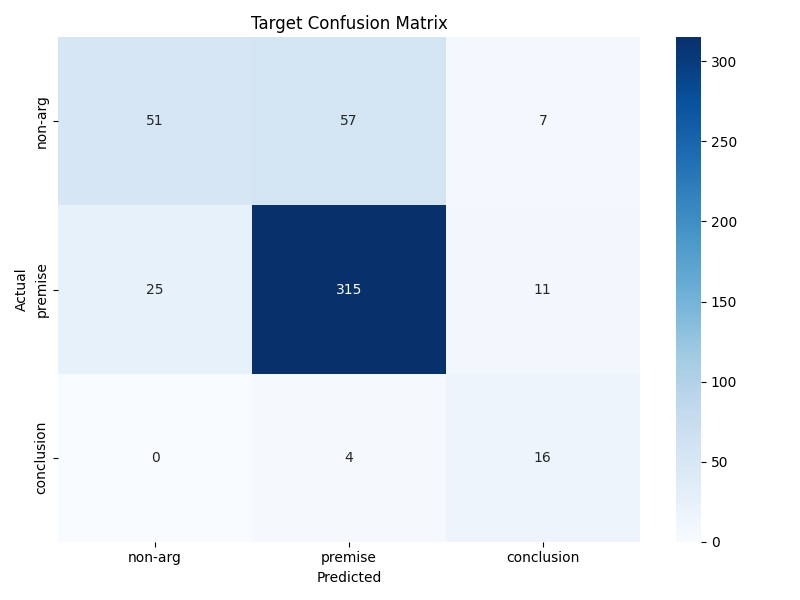 Target Confusion Matrix
Actual
non-arg
51
57
7
premise
25
315
11
conclusion
0
4
16
non-arg
premise
conclusion
Predicted
300
250
200
150
100
50
0